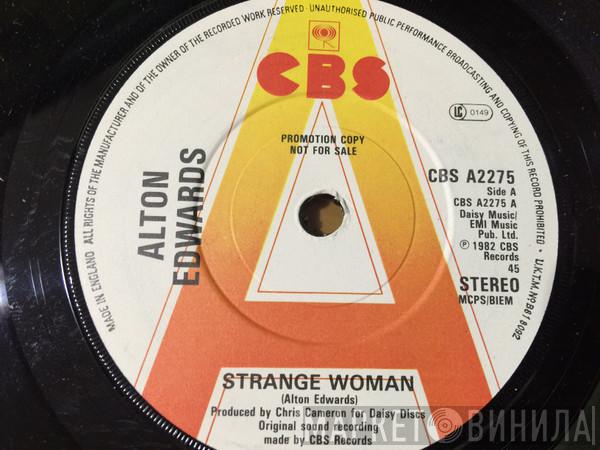 MADE IN ENGLAND ALL RIGHTS OF THE MANUFACTURER AND OF THE OWNER OF THE RECORDED WORK RESERVED · UNAUTHORISED PUBLIC PERFORMANCE BROADCASTING AND COPYING OF THIS RECORD PROHIBITED · U.K.T.M. Nº B618092
CBS
PROMOTION COPY
NOT FOR SALE
LC 0149
ALTON
EDWARDS
CBS A2275
Side A
CBS A2275 A
Daisy Music/
EMI Music
Pub. Ltd.
℗ 1982 CBS
Records
45
STEREO
MCPS/BIEM
STRANGE WOMAN
(Alton Edwards)
Produced by Chris Cameron for Daisy Discs
Original sound recording
made by CBS Records
A
МАРКЕТ ВИНИЛА